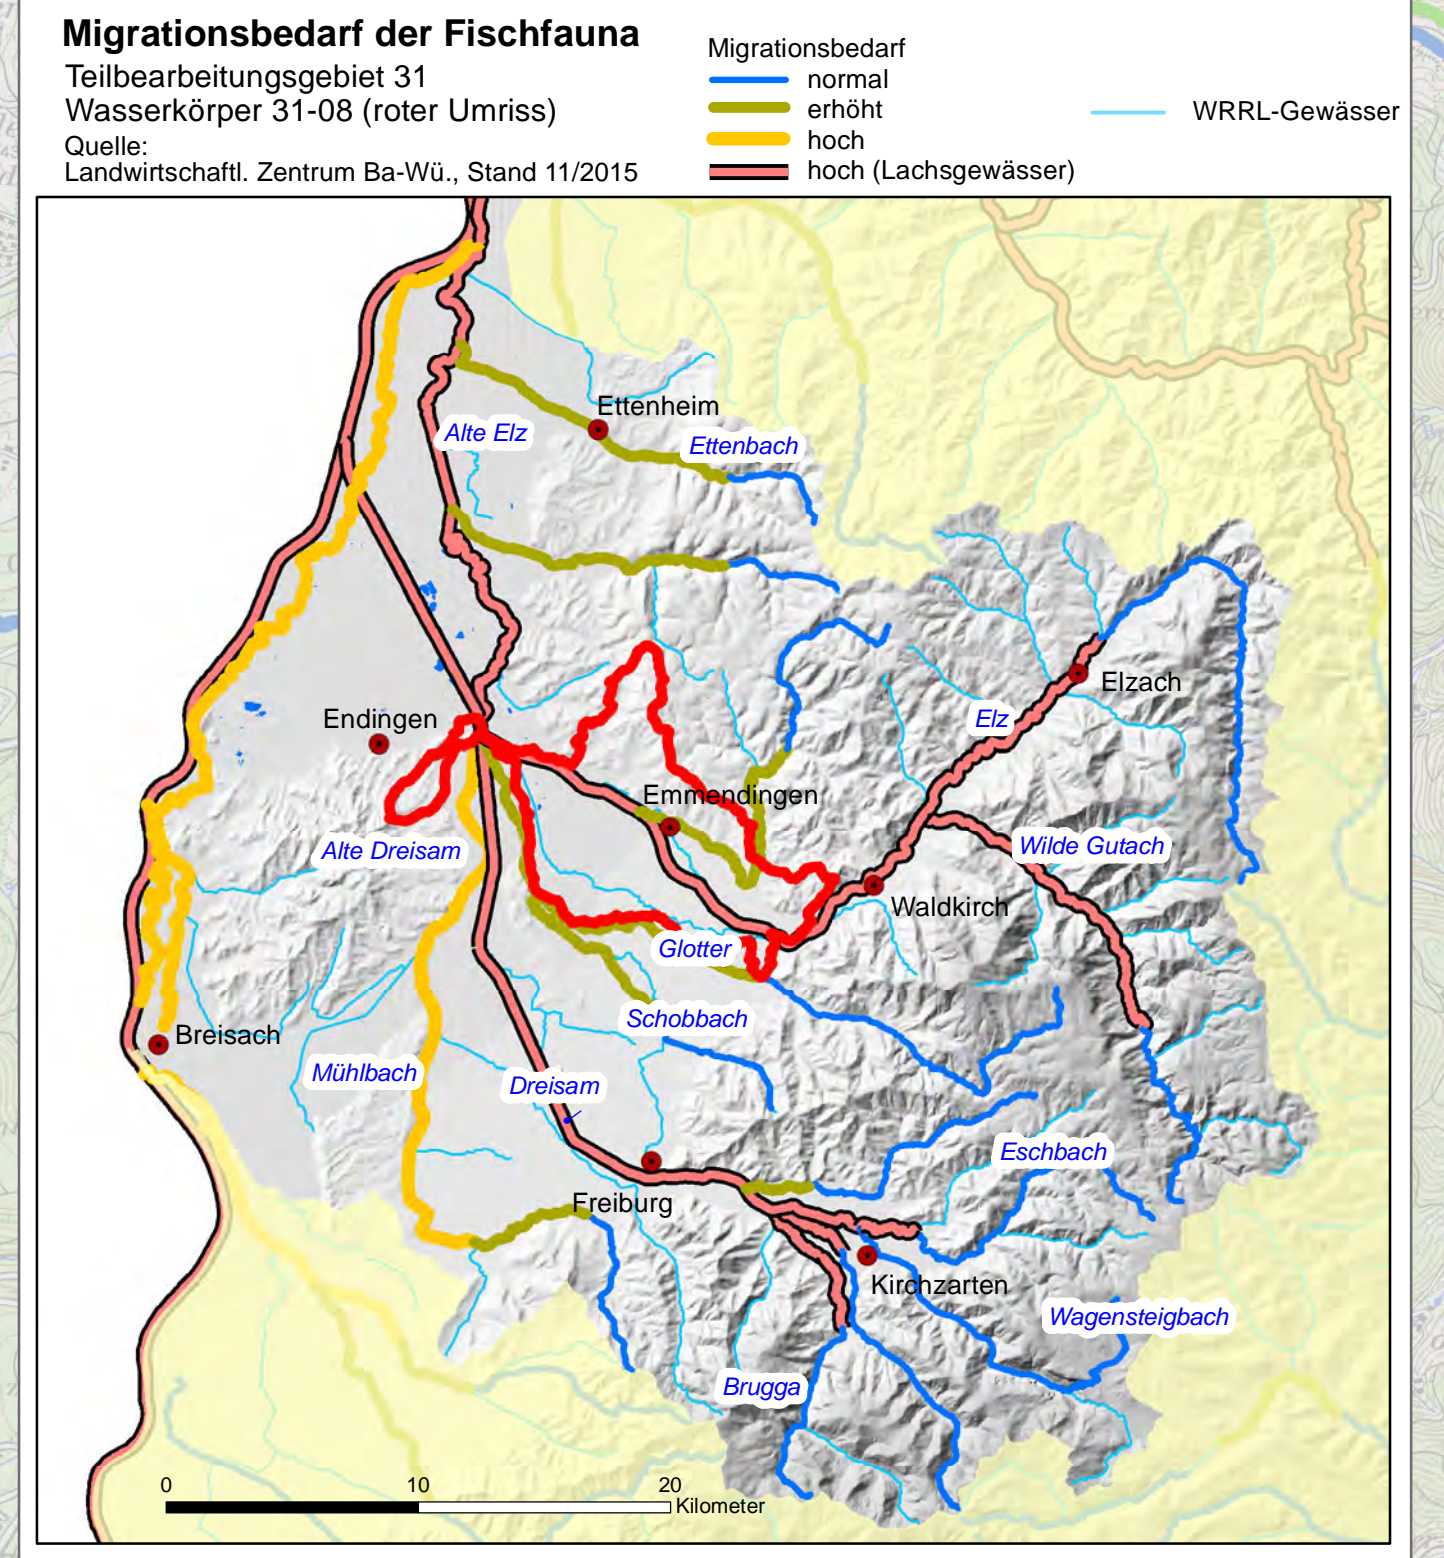 Migrationsbedarf der Fischfauna
Teilbearbeitungsgebiet 31
Wasserkörper 31-08 (roter Umriss)
Quelle:
Landwirtschaftl. Zentrum Ba-Wü., Stand 11/2015
Migrationsbedarf
normal
erhöht
hoch
hoch (Lachsgewässer)
WRRL-Gewässer
Ettenheim
Alte Elz
Ettenbach
Elzach
Endingen
Elz
Emmendingen
Alte Dreisam
Wilde Gutach
Waldkirch
Glotter
Schobbach
Breisach
Mühlbach
Dreisam
Eschbach
Freiburg
Kirchzarten
Wagensteigbach
Brugga
0 10 20
Kilometer